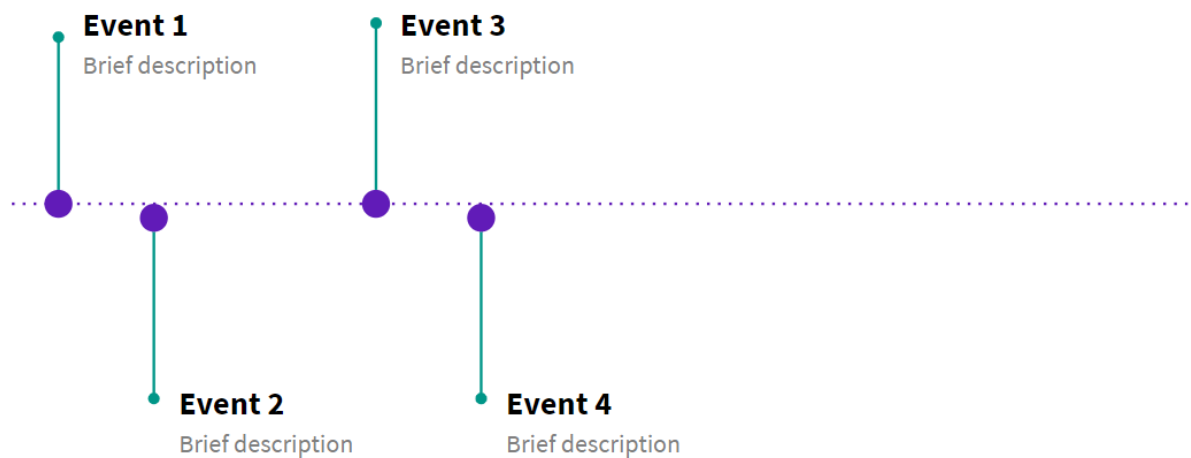 Event 1
Brief description
Event 3
Brief description
Event 2
Brief description
Event 4
Brief description